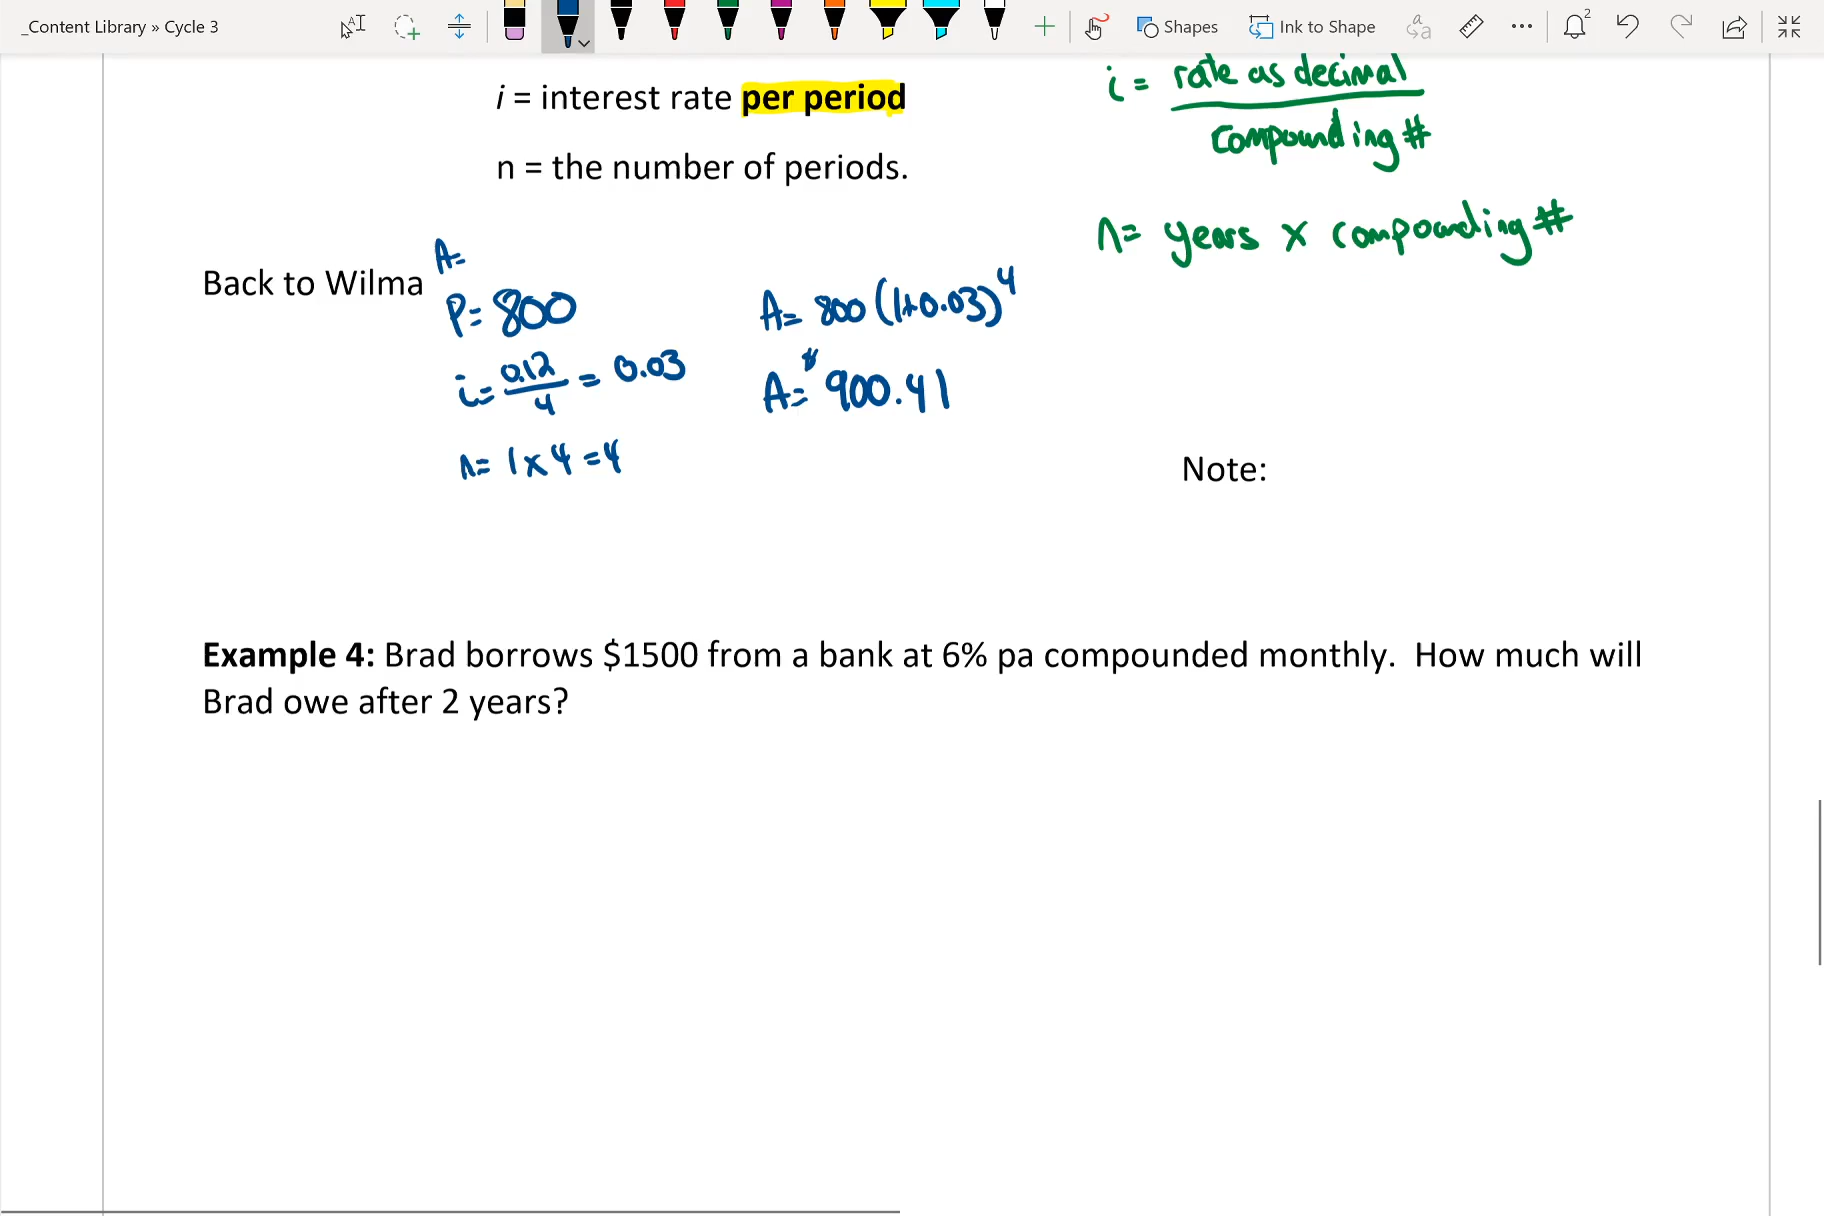 _Content Library » Cycle 3
Shapes
Ink to Shape
2
i = interest rate per period
i = rate as decimal
compounding #
n = the number of periods.
n = years x compounding #
Back to Wilma
A=
P= 800
A= 800 (1+0.03)^4
i= 0.12/4 = 0.03
A= $900.41
n= 1 x 4 = 4
Note:
Example 4: Brad borrows $1500 from a bank at 6% pa compounded monthly. How much will
Brad owe after 2 years?